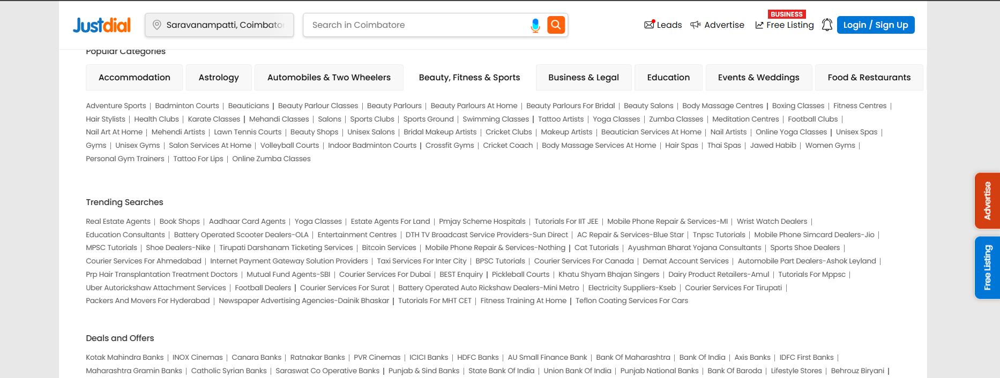 Justdial
Saravanampatti, Coimbator
Search in Coimbatore
Leads
Advertise
BUSINESS
Free Listing
Login / Sign Up
Popular Categories
Accommodation
Astrology
Automobiles & Two Wheelers
Beauty, Fitness & Sports
Business & Legal
Education
Events & Weddings
Food & Restaurants
Adventure Sports | Badminton Courts | Beauticians | Beauty Parlour Classes | Beauty Parlours | Beauty Parlours At Home | Beauty Parlours For Bridal | Beauty Salons | Body Massage Centres | Boxing Classes | Fitness Centres |
Hair Stylists | Health Clubs | Karate Classes | Mehandi Classes | Salons | Sports Clubs | Sports Ground | Swimming Classes | Tattoo Artists | Yoga Classes | Zumba Classes | Meditation Centres | Football Clubs |
Nail Art At Home | Mehendi Artists | Lawn Tennis Courts | Beauty Shops | Unisex Salons | Bridal Makeup Artists | Cricket Clubs | Makeup Artists | Beautician Services At Home | Nail Artists | Online Yoga Classes | Unisex Spas |
Gyms | Unisex Gyms | Salon Services At Home | Volleyball Courts | Indoor Badminton Courts | Crossfit Gyms | Cricket Coach | Body Massage Services At Home | Hair Spas | Thai Spas | Jawed Habib | Women Gyms |
Personal Gym Trainers | Tattoo For Lips | Online Zumba Classes
Trending Searches
Real Estate Agents | Book Shops | Aadhaar Card Agents | Yoga Classes | Estate Agents For Land | Pmjay Scheme Hospitals | Tutorials For IIT JEE | Mobile Phone Repair & Services-MI | Wrist Watch Dealers |
Education Consultants | Battery Operated Scooter Dealers-OLA | Entertainment Centres | DTH TV Broadcast Service Providers-Sun Direct | AC Repair & Services-Blue Star | Tnpsc Tutorials | Mobile Phone Simcard Dealers-Jio |
MPSC Tutorials | Shoe Dealers-Nike | Tirupati Darshanam Ticketing Services | Bitcoin Services | Mobile Phone Repair & Services-Nothing | Cat Tutorials | Ayushman Bharat Yojana Consultants | Sports Shoe Dealers |
Courier Services For Ahmedabad | Internet Payment Gateway Solution Providers | Taxi Services For Inter City | BPSC Tutorials | Courier Services For Canada | Demat Account Services | Automobile Part Dealers-Ashok Leyland |
Prp Hair Transplantation Treatment Doctors | Mutual Fund Agents-SBI | Courier Services For Dubai | BEST Enquiry | Pickleball Courts | Khatu Shyam Bhajan Singers | Dairy Product Retailers-Amul | Tutorials For Mppsc |
Uber Autorickshaw Attachment Services | Football Dealers | Courier Services For Surat | Battery Operated Auto Rickshaw Dealers-Mini Metro | Electricity Suppliers-Kseb | Courier Services For Tirupati |
Packers And Movers For Hyderabad | Newspaper Advertising Agencies-Dainik Bhaskar | Tutorials For MHT CET | Fitness Training At Home | Teflon Coating Services For Cars
Deals and Offers
Kotak Mahindra Banks | INOX Cinemas | Canara Banks | Ratnakar Banks | PVR Cinemas | ICICI Banks | HDFC Banks | AU Small Finance Bank | Bank Of Maharashtra | Bank Of India | Axis Banks | IDFC First Banks |
Maharashtra Gramin Banks | Catholic Syrian Banks | Saraswat Co Operative Banks | Punjab & Sind Banks | State Bank Of India | Union Bank Of India | Punjab National Banks | Bank Of Baroda | Lifestyle Stores | Behrouz Biryani |
Advertise
Free Listing